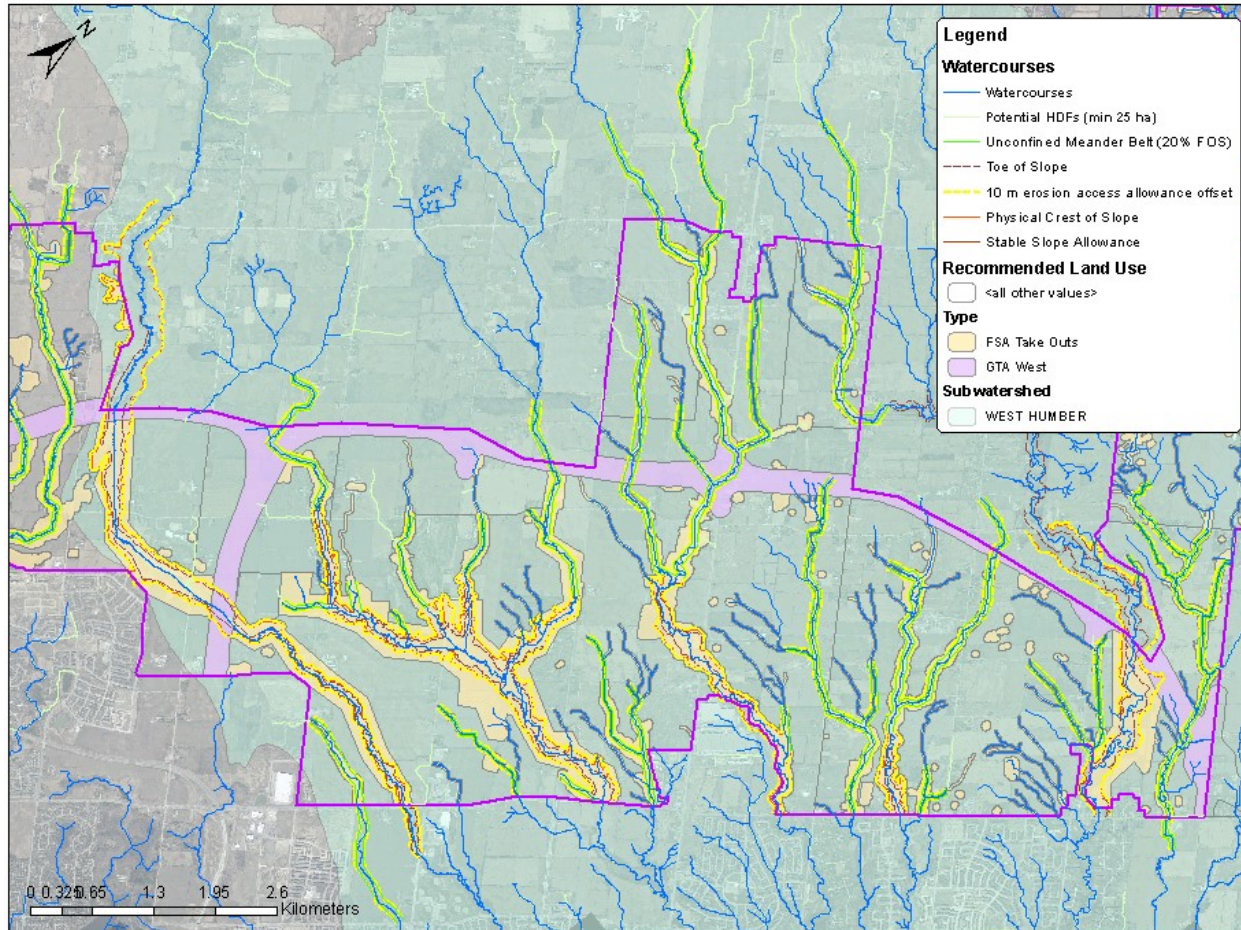 N
Legend
Watercourses
Watercourses
Potential HDFs (min 25 ha)
Unconfined Meander Belt (20% FOS)
Toe of Slope
10 m erosion access allowance offset
Physical Crest of Slope
Stable Slope Allowance
Recommended Land Use
<all other values>
Type
FSA Take Outs
GTA West
Subwatershed
WEST HUMBER
0 0.325 0.65 1.3 1.95 2.6
Kilometers